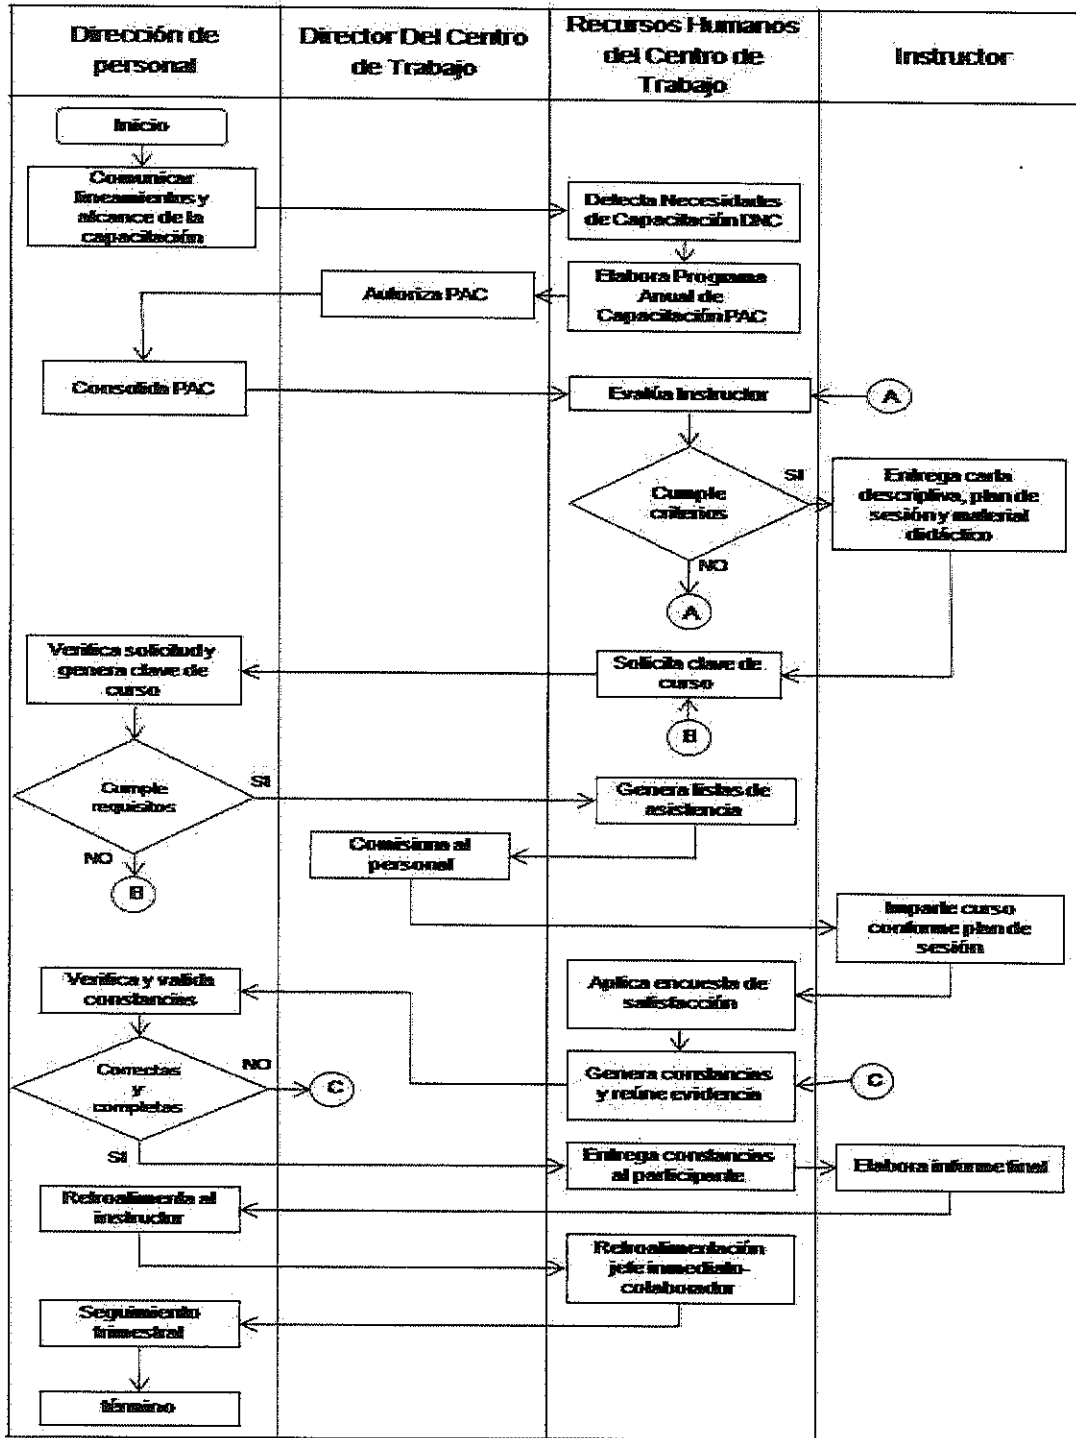 Dirección de
personal
Director Del Centro
de Trabajo
Recursos Humanos
del Centro de
Trabajo
Instructor
Inicio
Comunicar
lineamientos y
alcance de la
capacitación
Detecta Necesidades
de Capacitación DNC
Elabora Programa
Anual de
Capacitación PAC
Autoriza PAC
Consolida PAC
Evalúa Instructor
A
Cumple
criterios
SI
Entrega carta
descriptiva, plan de
sesión y material
didáctico
NO
A
Verifica solicitud y
genera clave de
curso
Solicita clave de
curso
B
Cumple
requisitos
SI
Genera listas de
asistencia
NO
B
Comisiona al
personal
Imparte curso
conforme plan de
sesión
Verifica y valida
constancias
Aplica encuesta de
satisfacción
Correctas
y
completas
NO
C
Genera constancias
y reúne evidencia
C
SI
Entrega constancias
al participante
Elabora informe final
Retroalimenta al
instructor
Retroalimentación
jefe inmediato-
colaborador
Seguimiento
trimestral
término